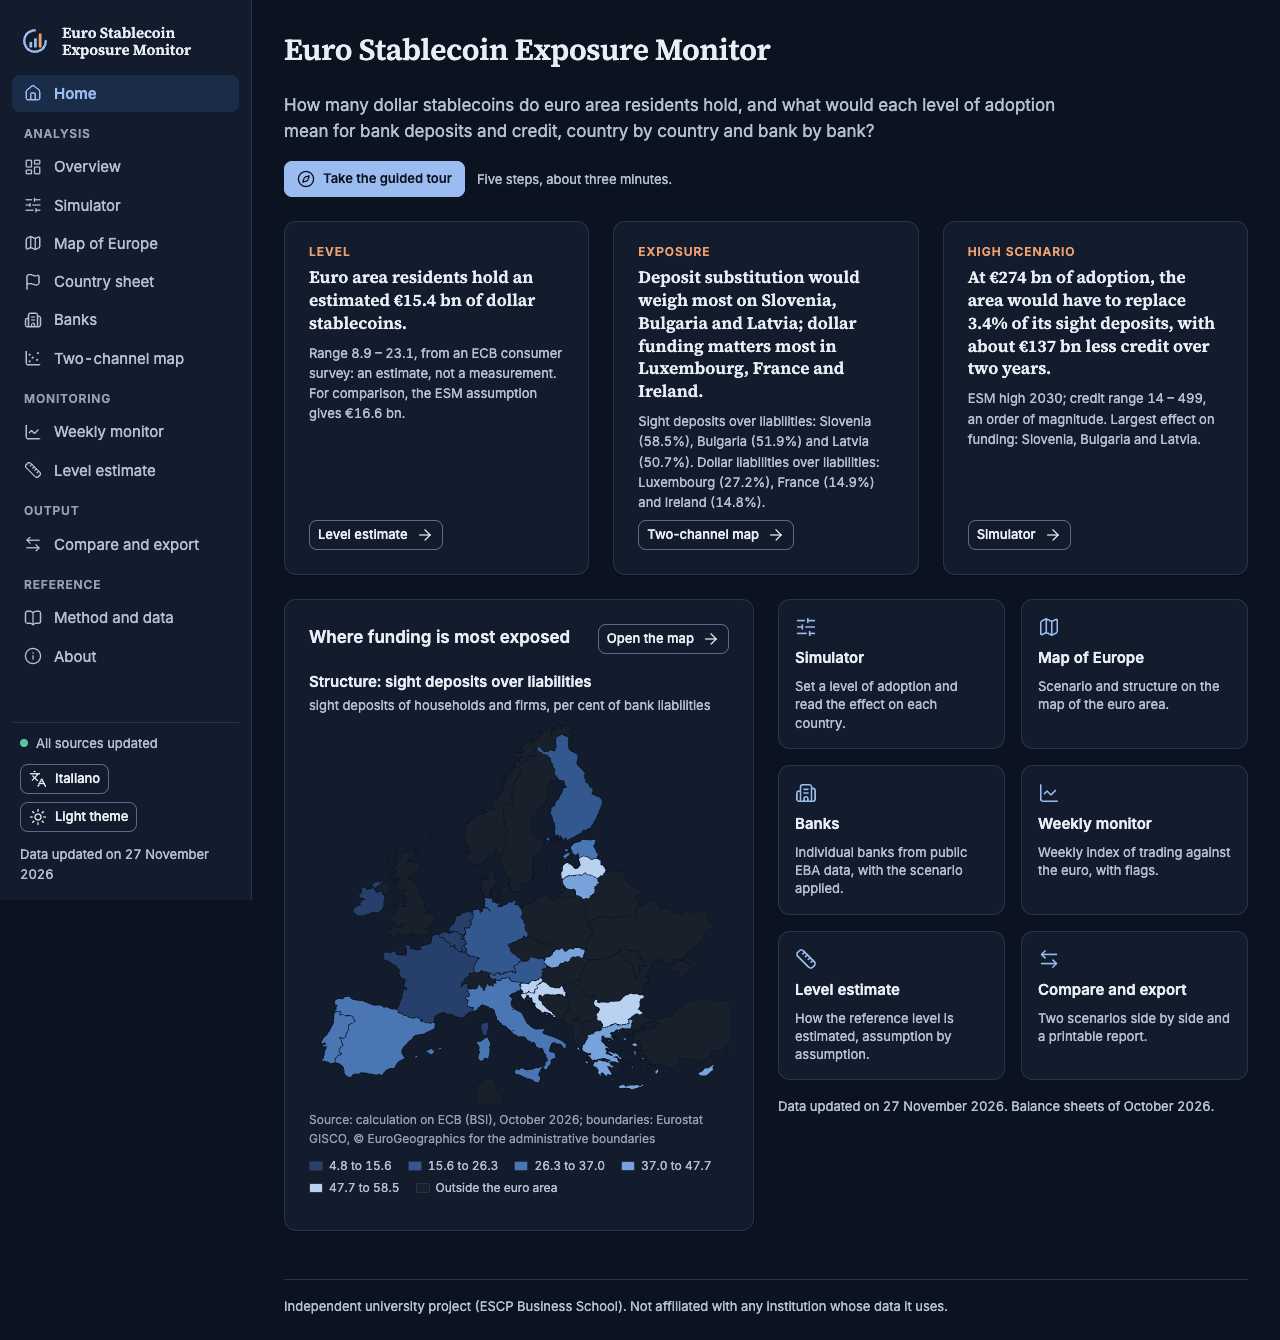 Euro Stablecoin
Exposure Monitor
Home
ANALYSIS
Overview
Simulator
Map of Europe
Country sheet
Banks
Two-channel map
MONITORING
Weekly monitor
Level estimate
OUTPUT
Compare and export
REFERENCE
Method and data
About
All sources updated
Italiano
Light theme
Data updated on 27 November
2026
Euro Stablecoin Exposure Monitor
How many dollar stablecoins do euro area residents hold, and what would each level of adoption
mean for bank deposits and credit, country by country and bank by bank?
Take the guided tour
Five steps, about three minutes.
LEVEL
Euro area residents hold an
estimated €15.4 bn of dollar
stablecoins.
Range 8.9 – 23.1, from an ECB consumer
survey: an estimate, not a measurement.
For comparison, the ESM assumption
gives €16.6 bn.
Level estimate
EXPOSURE
Deposit substitution would
weigh most on Slovenia,
Bulgaria and Latvia; dollar
funding matters most in
Luxembourg, France and
Ireland.
Sight deposits over liabilities: Slovenia
(58.5%), Bulgaria (51.9%) and Latvia
(50.7%). Dollar liabilities over liabilities:
Luxembourg (27.2%), France (14.9%)
and Ireland (14.8%).
Two-channel map
HIGH SCENARIO
At €274 bn of adoption, the
area would have to replace
3.4% of its sight deposits, with
about €137 bn less credit over
two years.
ESM high 2030; credit range 14 – 499,
an order of magnitude. Largest effect on
funding: Slovenia, Bulgaria and Latvia.
Simulator
Where funding is most exposed
Open the map
Structure: sight deposits over liabilities
sight deposits of households and firms, per cent of bank liabilities
Source: calculation on ECB (BSI), October 2026; boundaries: Eurostat
GISCO, © EuroGeographics for the administrative boundaries
4.8 to 15.6
15.6 to 26.3
26.3 to 37.0
37.0 to 47.7
47.7 to 58.5
Outside the euro area
Simulator
Set a level of adoption and
read the effect on each
country.
Map of Europe
Scenario and structure on the
map of the euro area.
Banks
Individual banks from public
EBA data, with the scenario
applied.
Weekly monitor
Weekly index of trading against
the euro, with flags.
Level estimate
How the reference level is
estimated, assumption by
assumption.
Compare and export
Two scenarios side by side and
a printable report.
Data updated on 27 November 2026. Balance sheets of October 2026.
Independent university project (ESCP Business School). Not affiliated with any institution whose data it uses.